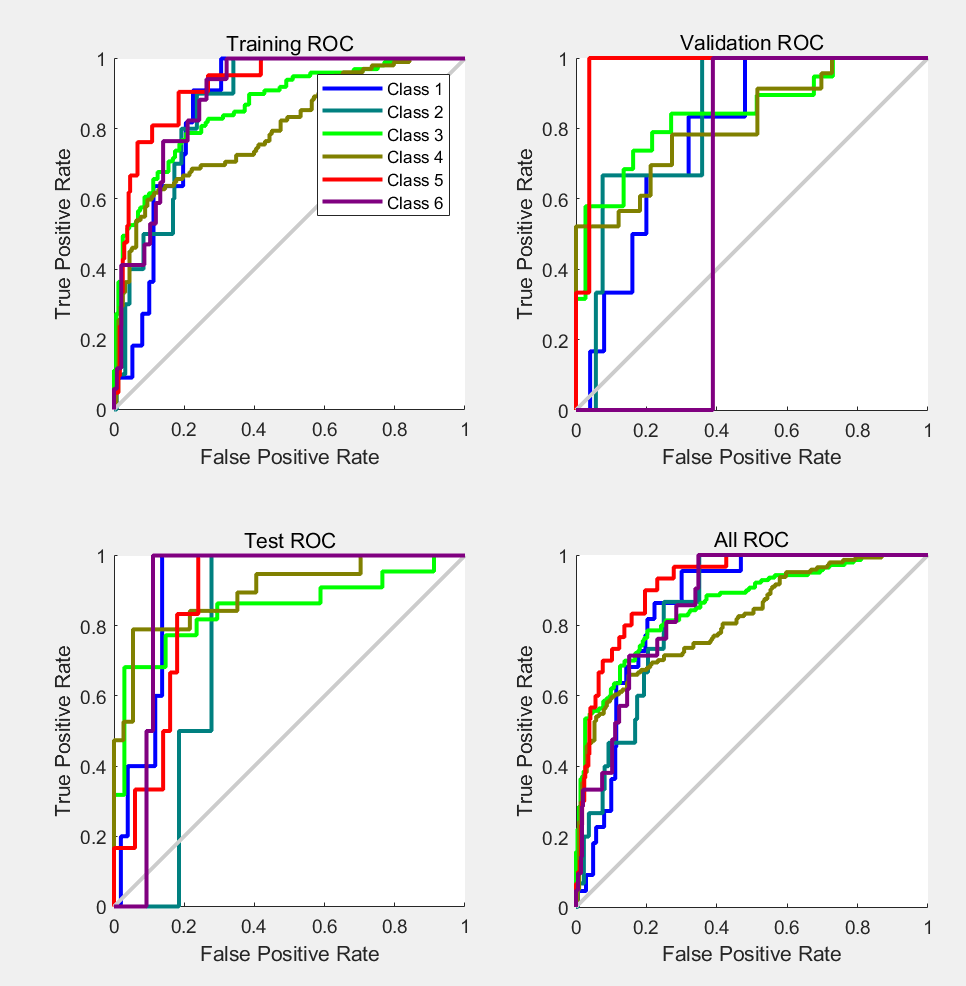 Training ROC
True Positive Rate
1
0.8
0.6
0.4
0.2
0
0 0.2 0.4 0.6 0.8 1
False Positive Rate
Class 1
Class 2
Class 3
Class 4
Class 5
Class 6
Validation ROC
True Positive Rate
1
0.8
0.6
0.4
0.2
0
0 0.2 0.4 0.6 0.8 1
False Positive Rate
Test ROC
True Positive Rate
1
0.8
0.6
0.4
0.2
0
0 0.2 0.4 0.6 0.8 1
False Positive Rate
All ROC
True Positive Rate
1
0.8
0.6
0.4
0.2
0
0 0.2 0.4 0.6 0.8 1
False Positive Rate